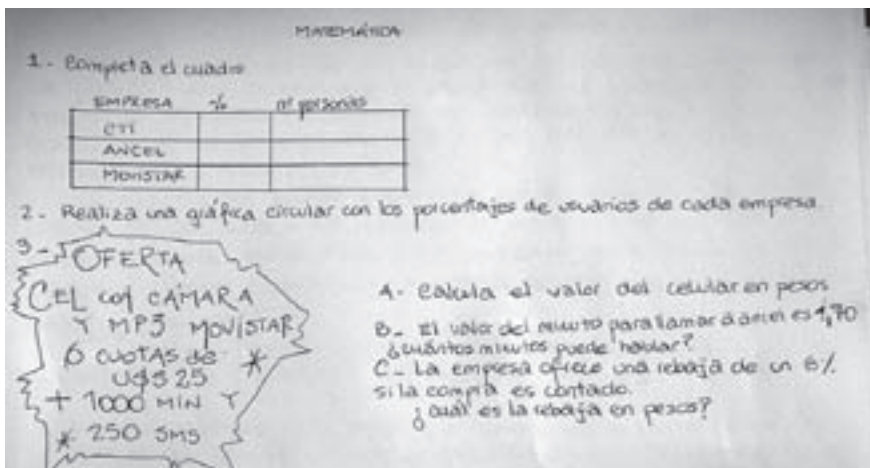 MATEMÁTICA
1- Completa el cuadro
EMPRESA % nº personas
CTI
ANCEL
MOVISTAR
2- Realiza una gráfica circular con los porcentajes de usuarios de cada empresa.
3-
OFERTA
CEL con CAMARA
Y MP3 MOVISTAR
6 CUOTAS de *
U$S 25
+ 1000 MIN Y
* 250 SMS
A- Calcula el valor del celular en pesos
B- El valor del minuto para llamar a ancel es 4,70
¿cuántos minutos puede hablar?
C- La empresa ofrece una rebaja de un 6%
si la compra es contado.
¿cuál es la rebaja en pesos?